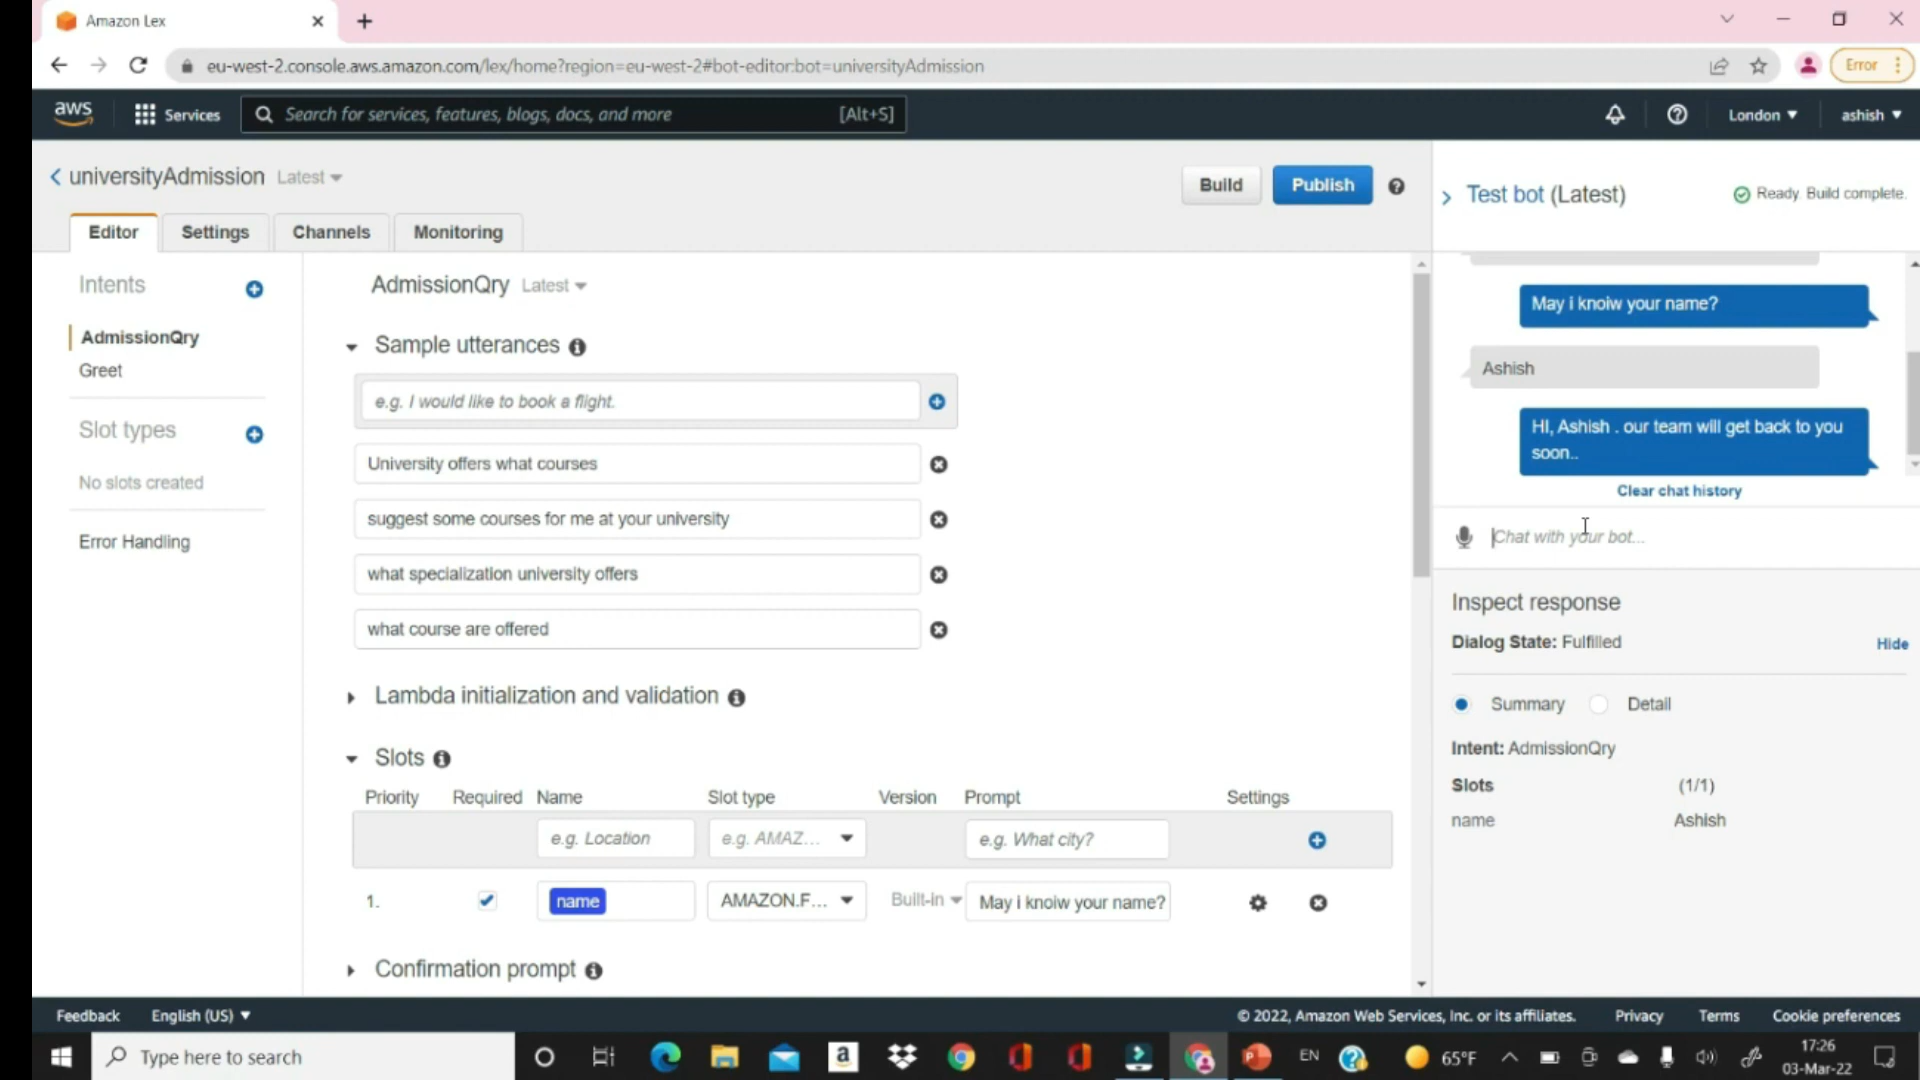 Amazon Lex
eu-west-2.console.aws.amazon.com/lex/home?region=eu-west-2#bot-editor:bot=universityAdmission
Error
aws
Services
Search for services, features, blogs, docs, and more
[Alt+S]
London
ashish
universityAdmission Latest
Build
Publish
Test bot (Latest)
Ready. Build complete.
Editor
Settings
Channels
Monitoring
Intents
AdmissionQry
Greet
Slot types
No slots created
Error Handling
AdmissionQry Latest
Sample utterances
e.g. I would like to book a flight.
University offers what courses
suggest some courses for me at your university
what specialization university offers
what course are offered
Lambda initialization and validation
Slots
Priority Required Name Slot type Version Prompt Settings
e.g. Location e.g. AMAZ... e.g. What city?
1. name AMAZON.F... Built-in May i knoiw your name?
Confirmation prompt
May i knoiw your name?
Ashish
HI, Ashish . our team will get back to you
soon..
Clear chat history
Chat with your bot...
Inspect response
Dialog State: Fulfilled
Hide
Summary Detail
Intent: AdmissionQry
Slots (1/1)
name Ashish
Feedback English (US)
© 2022, Amazon Web Services, Inc. or its affiliates. Privacy Terms Cookie preferences
Type here to search
a
P
EN
65°F
17:26
03-Mar-22